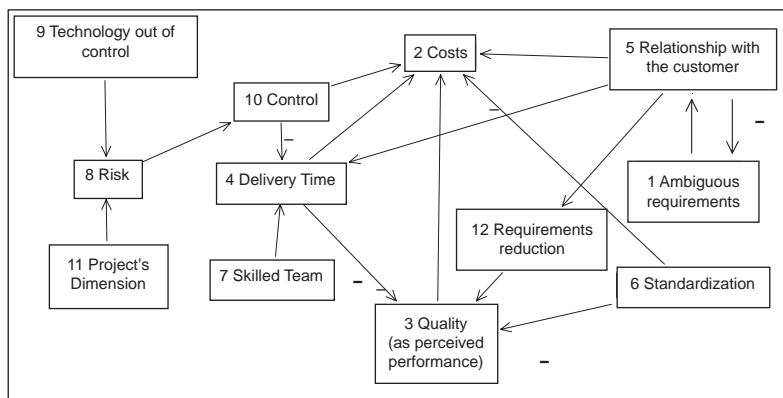 9 Technology out of
control
2 Costs
5 Relationship with
the customer
10 Control
–
–
–
8 Risk
4 Delivery Time
1 Ambiguous
requirements
12 Requirements
reduction
11 Project's
Dimension
7 Skilled Team
–
–
6 Standardization
3 Quality
(as perceived
performance)
–